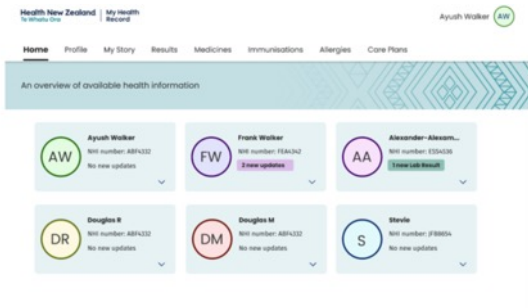 Health New Zealand
Te Whatu Ora
My Health
Record
Ayush Walker
AW
Home Profile My Story Results Medicines Immunisations Allergies Care Plans
An overview of available health information
AW
Ayush Walker
NHI number: ABF4332
No new updates
FW
Frank Walker
NHI number: FEA4342
2 new updates
AA
Alexander-Alexam...
NHI number: ESS4536
1 new Lab Result
DR
Douglas R
NHI number: ABF4332
No new updates
DM
Douglas M
NHI number: ABF4332
No new updates
S
Stevie
NHI number: JFB8654
No new updates